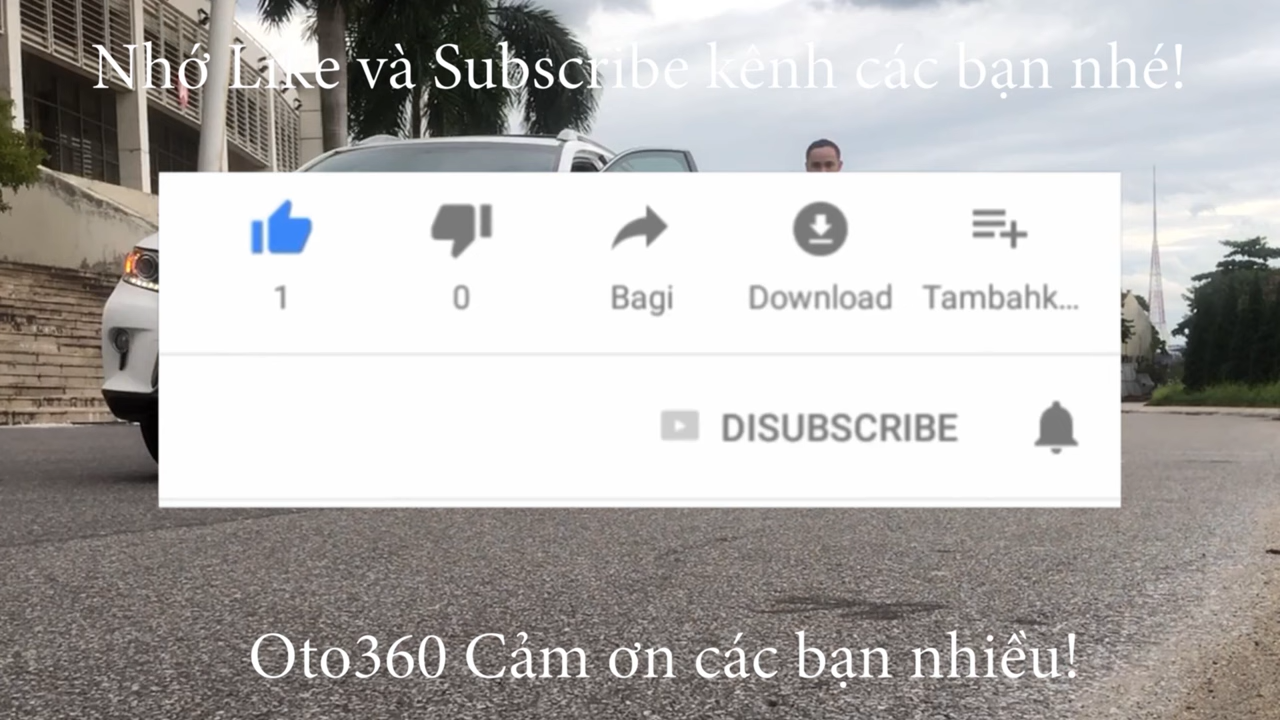 Nhớ Like và Subscribe kênh các bạn nhé!
1 0 Bagi Download Tambahk...
DISUBSCRIBE
Oto360 Cảm ơn các bạn nhiều!